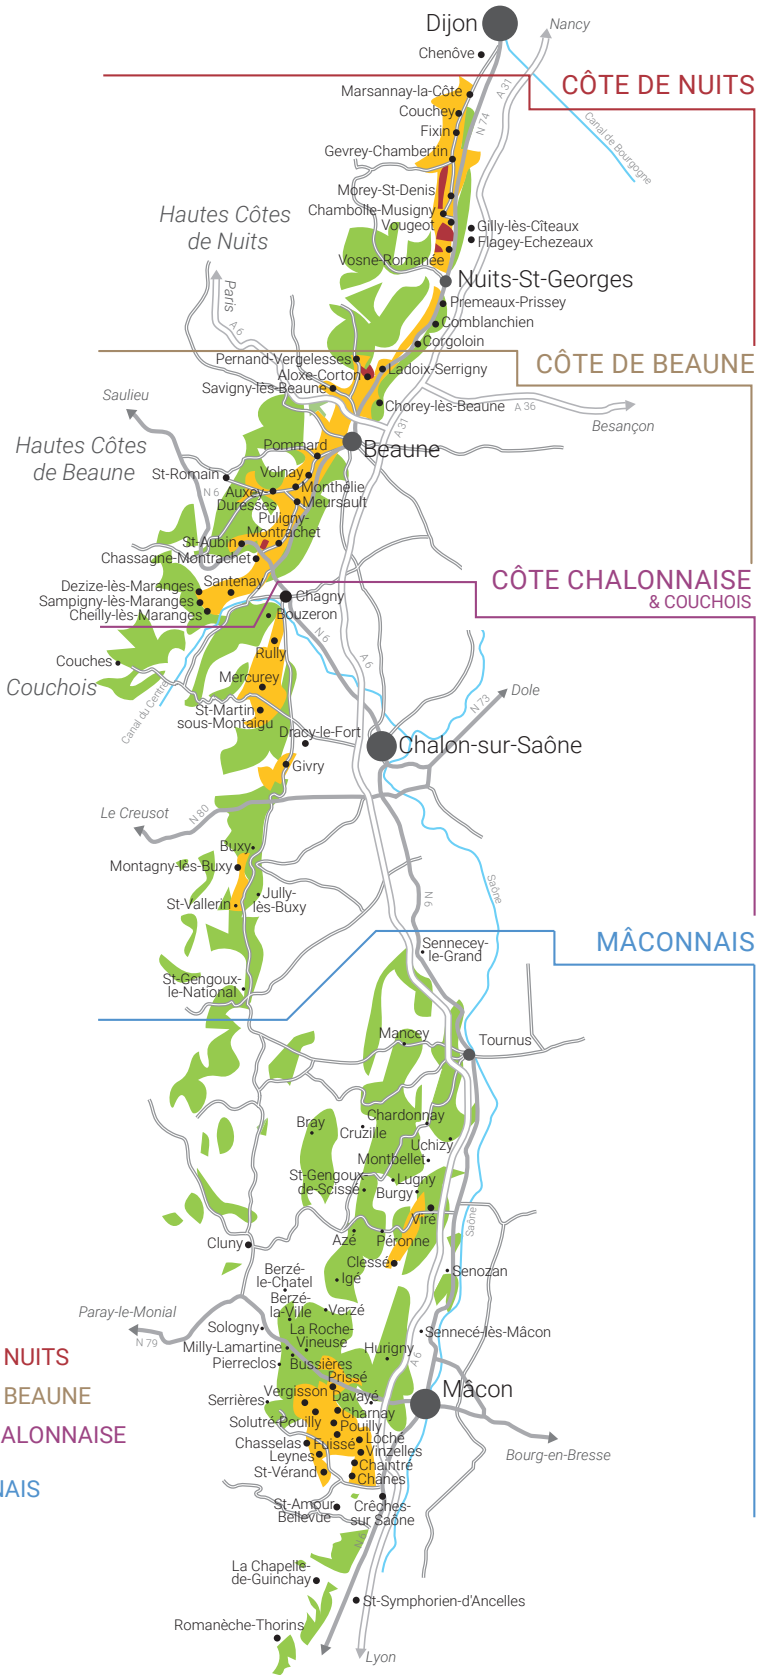 Dijon
Nancy
Chenôve
CÔTE DE NUITS
A 31
Marsannay-la-Côte
Couchey
N 74
Canal de Bourgogne
Fixin
Gevrey-Chambertin
Morey-St-Denis
Hautes Côtes
de Nuits
Chambolle-Musigny
Vougeot
Gilly-lès-Cîteaux
Flagey-Echezeaux
Vosne-Romanée
Nuits-St-Georges
Paris
Premeaux-Prissey
A 6
Comblanchien
Corgoloin
CÔTE DE BEAUNE
Pernand-Vergelesses
Aloxe-Corton
Ladoix-Serrigny
Savigny-lès-Beaune
Saulieu
Chorey-lès-Beaune
A 36
Besançon
A 31
Hautes Côtes
de Beaune
Pommard
Beaune
St-Romain
Volnay
N 6
Auxey
Duresses
Monthélie
Meursault
Puligny-
Montrachet
St-Aubin
Chassagne-Montrachet
CÔTE CHALONNAISE
& COUCHOIS
Dezize-lès-Maranges
Santenay
Sampigny-lès-Maranges
Chagny
Cheilly-lès-Maranges
Bouzeron
N 6
Rully
A 6
Couches
Mercurey
Couchois
Canal du Centre
St-Martin
sous-Montaigu
Dole
N 73
Dracy-le-Fort
Chalon-sur-Saône
Givry
Le Creusot
N 80
Buxy
Montagny-lès-Buxy
Jully-
lès-Buxy
St-Vallerin
N 6
Saône
MÂCONNAIS
Sennecey-
le-Grand
St-Gengoux-
le-National
Mancey
Tournus
Chardonnay
Bray
Cruzille
Uchizy
Montbellet
St-Gengoux-
de-Scissé
Lugny
Burgy
Viré
Saône
Cluny
Azé
Péronne
Clessé
Berzé-
le-Chatel
Igé
Senozan
Berzé-
la-Ville
Verzé
Paray-le-Monial
N 79
Sologny
La Roche-
Vineuse
Sennecé-lès-Mâcon
Milly-Lamartine
Hurigny
NUITS
Pierreclos
Bussières
A 6
Prissé
BEAUNE
Vergisson
Davayé
Mâcon
Serrières
Charnay
Solutré-Pouilly
Pouilly
ALONNAISE
Chasselas
Fuissé
Loché
Vinzelles
Bourg-en-Bresse
Leynes
Chaintré
St-Vérand
Chânes
NAIS
St-Amour
Bellevue
Crêches-
sur Saône
N 6
La Chapelle-
de-Guinchay
St-Symphorien-d'Ancelles
Romanèche-Thorins
Lyon